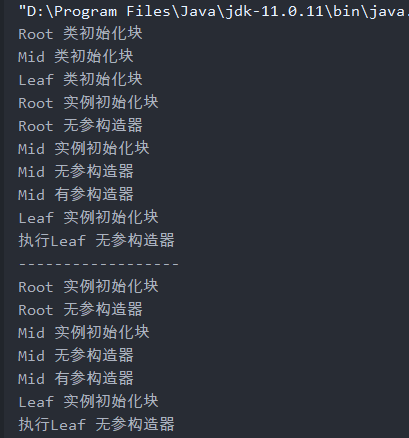 "D:\Program Files\Java\jdk-11.0.11\bin\java.
Root 类初始化块
Mid 类初始化块
Leaf 类初始化块
Root 实例初始化块
Root 无参构造器
Mid 实例初始化块
Mid 无参构造器
Mid 有参构造器
Leaf 实例初始化块
执行Leaf 无参构造器
------------------
Root 实例初始化块
Root 无参构造器
Mid 实例初始化块
Mid 无参构造器
Mid 有参构造器
Leaf 实例初始化块
执行Leaf 无参构造器